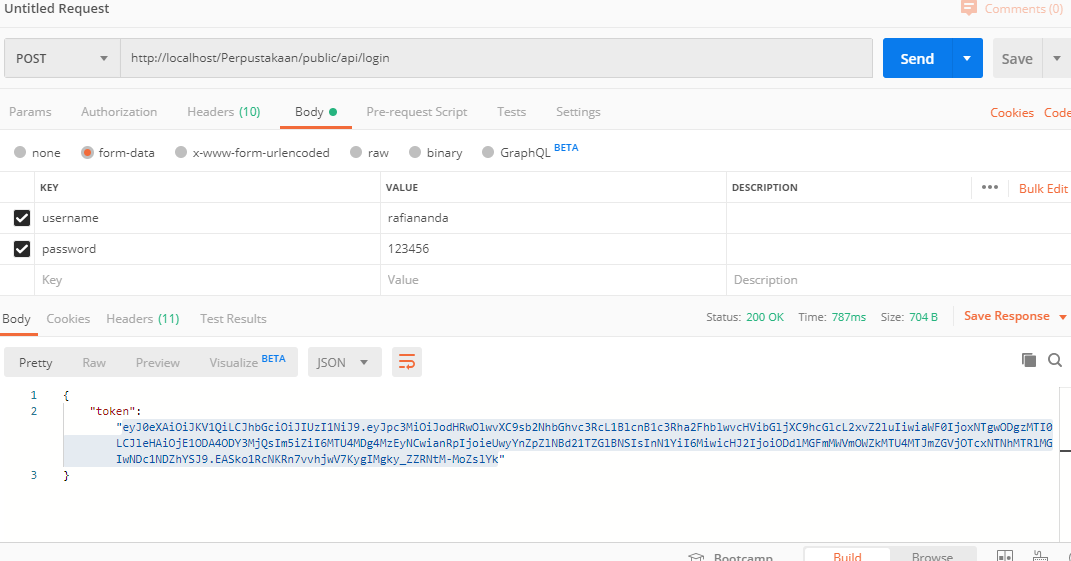 Untitled Request
Comments (0)
POST
http://localhost/Perpustakaan/public/api/login
Send
Save
Params Authorization Headers (10) Body Pre-request Script Tests Settings
Cookies Code
none form-data x-www-form-urlencoded raw binary GraphQL BETA
KEY VALUE DESCRIPTION
••• Bulk Edit
username rafiananda
password 123456
Key Value Description
Body Cookies Headers (11) Test Results
Status: 200 OK Time: 787ms Size: 704 B Save Response
Pretty Raw Preview Visualize BETA JSON
1 {
2 "token":
"eyJ0eXAiOiJKV1QiLCJhbGciOiJIUzI1NiJ9.eyJpc3MiOiJodHRwOlwvXC9sb2NhbGhvc3RcL1BlcnB1c3Rha2FhblwvcHVibGljXC9hcGlcL2xvZ2luIiwiaWF0IjoxNTgwODgzMTI0
LCJleHAiOjE1ODA4ODY3MjQsIm5iZiI6MTU4MDg4MzEyNCwianRpIjoieUwyYnZpZlNBd21TZGlBNSIsInN1YiI6MiwicHJ2IjoiODdlMGFmMWVmOWZkMTU4MTJmZGVjOTcxNTNhMTRlMG
IwNDc1NDZhYSJ9.EASko1RcNKRn7vvhjwV7KygIMgky_ZZRNtM-MoZslYk"
3 }
Bootcamp Build Browse